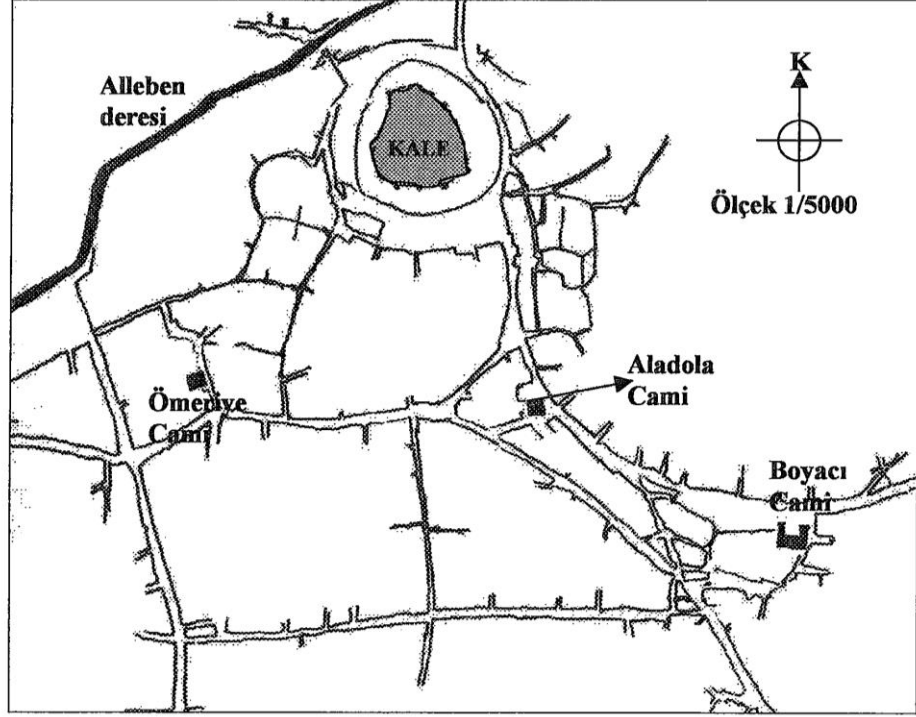 Alleben
deresi
KALE
K
Ölçek 1/5000
Aladola
Cami
Ömeriye
Cami
Boyacı
Cami